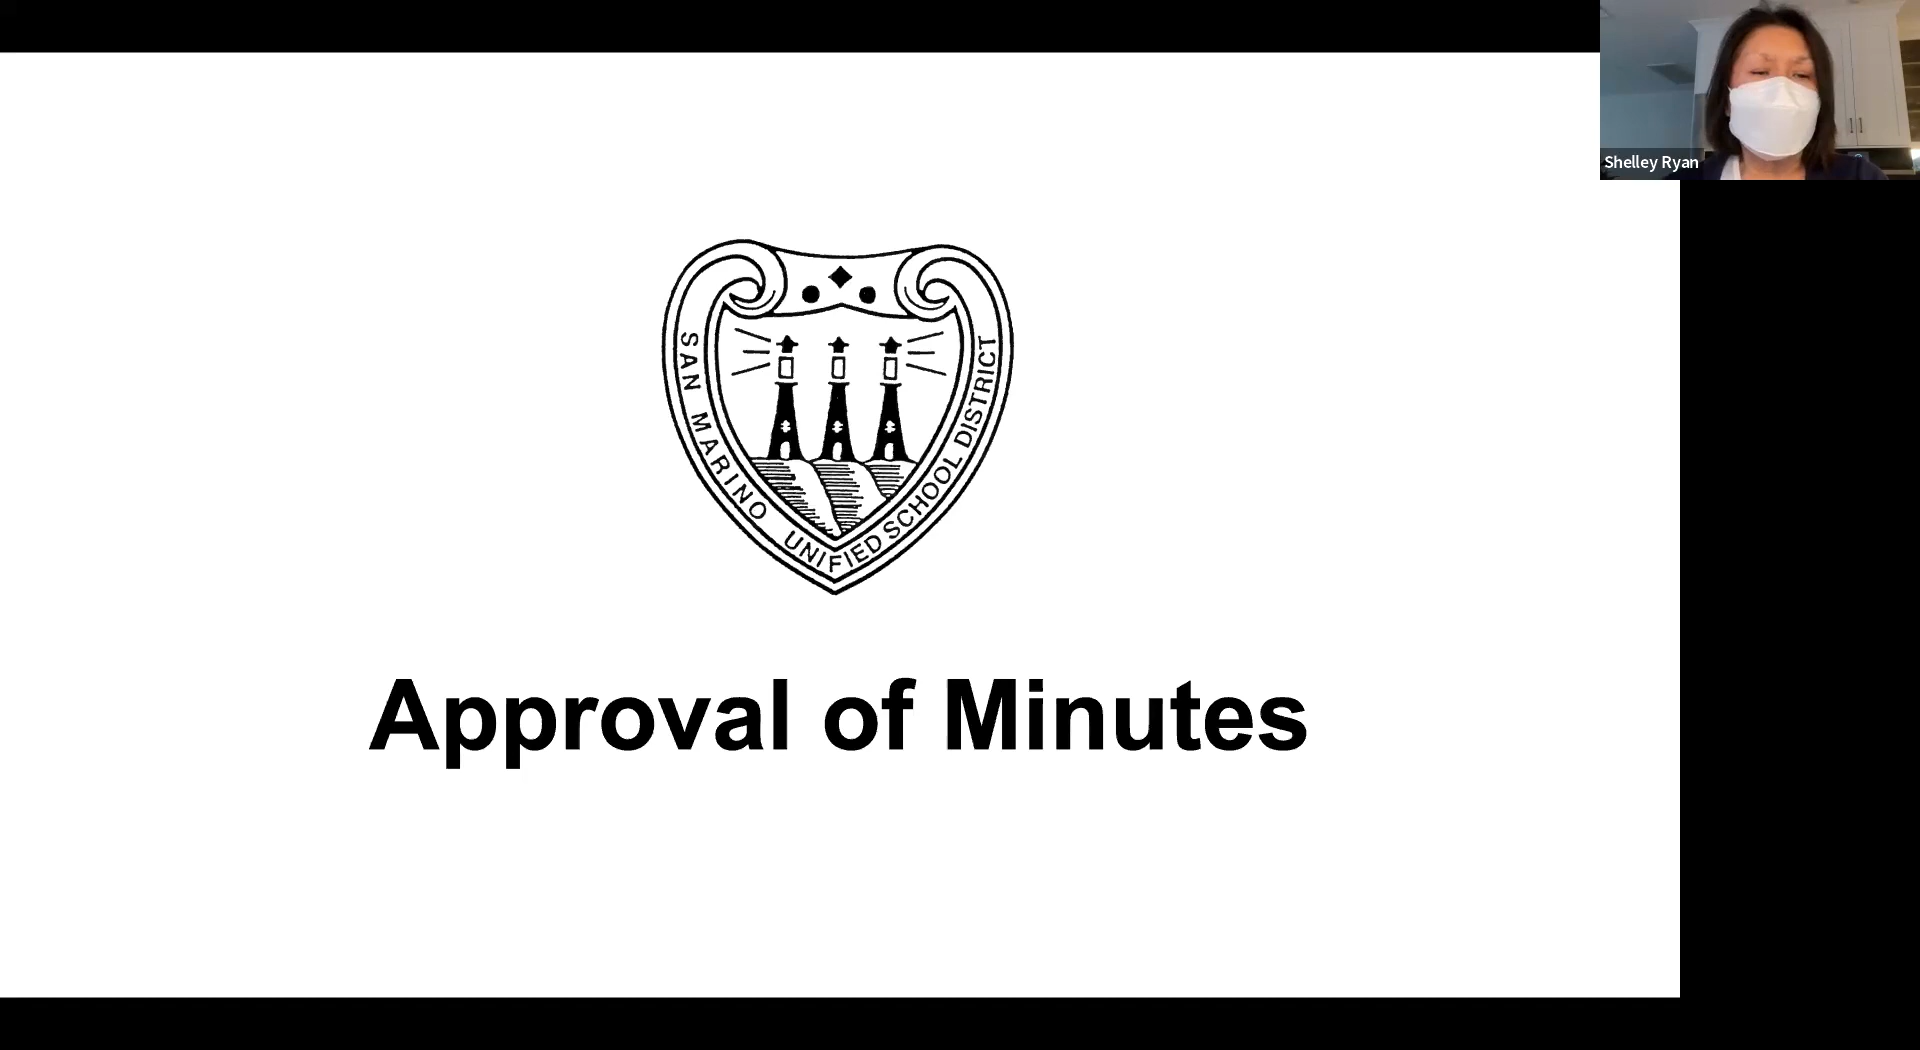 Shelley Ryan
SAN MARINO UNIFIED SCHOOL DISTRICT
Approval of Minutes